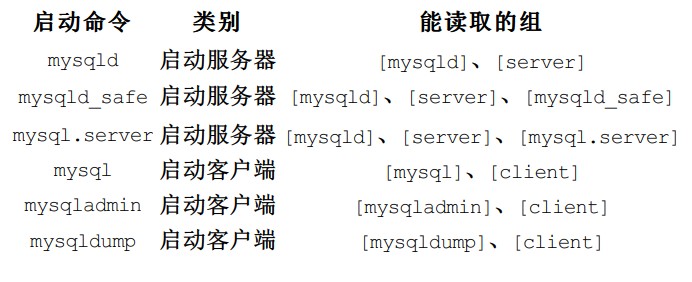 启动命令 类别 能读取的组
mysqld 启动服务器 [mysqld]、[server]
mysqld_safe 启动服务器 [mysqld]、[server]、[mysqld_safe]
mysql.server 启动服务器 [mysqld]、[server]、[mysql.server]
mysql 启动客户端 [mysql]、[client]
mysqladmin 启动客户端 [mysqladmin]、[client]
mysqldump 启动客户端 [mysqldump]、[client]